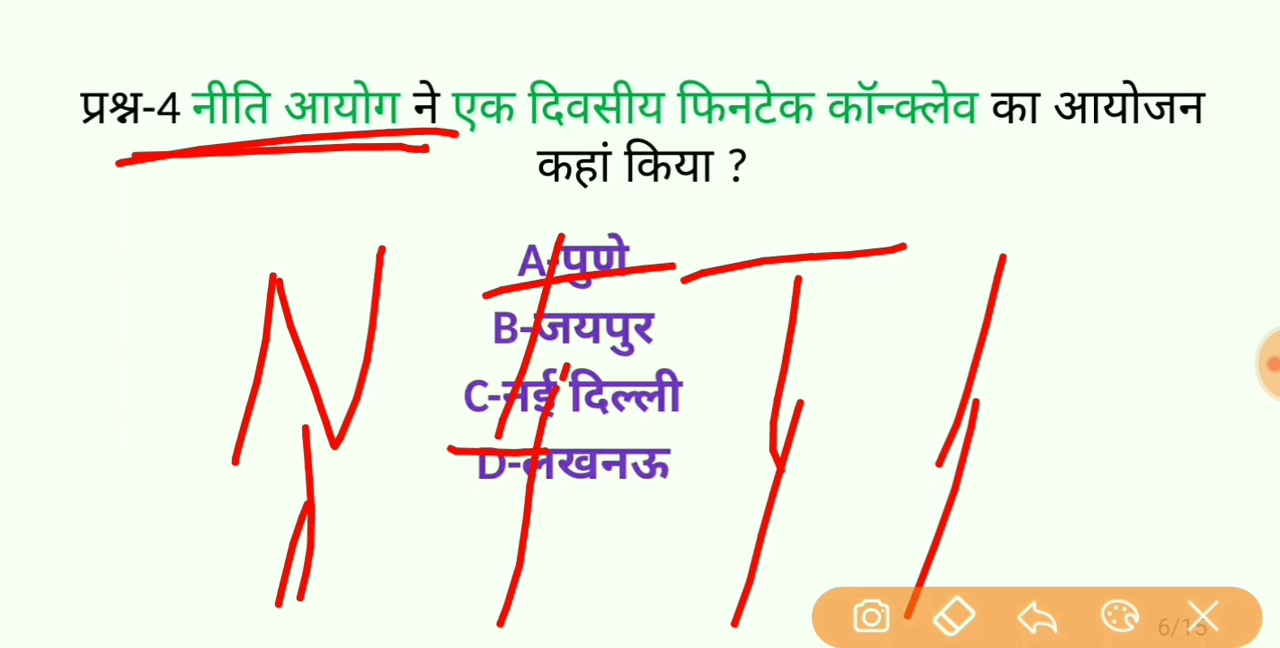 प्रश्न-4 नीति आयोग ने एक दिवसीय फिनटेक कॉन्क्लेव का आयोजन
कहां किया ?
A-पुणे
B-जयपुर
C-नई दिल्ली
D-लखनऊ
N I T I
6/15